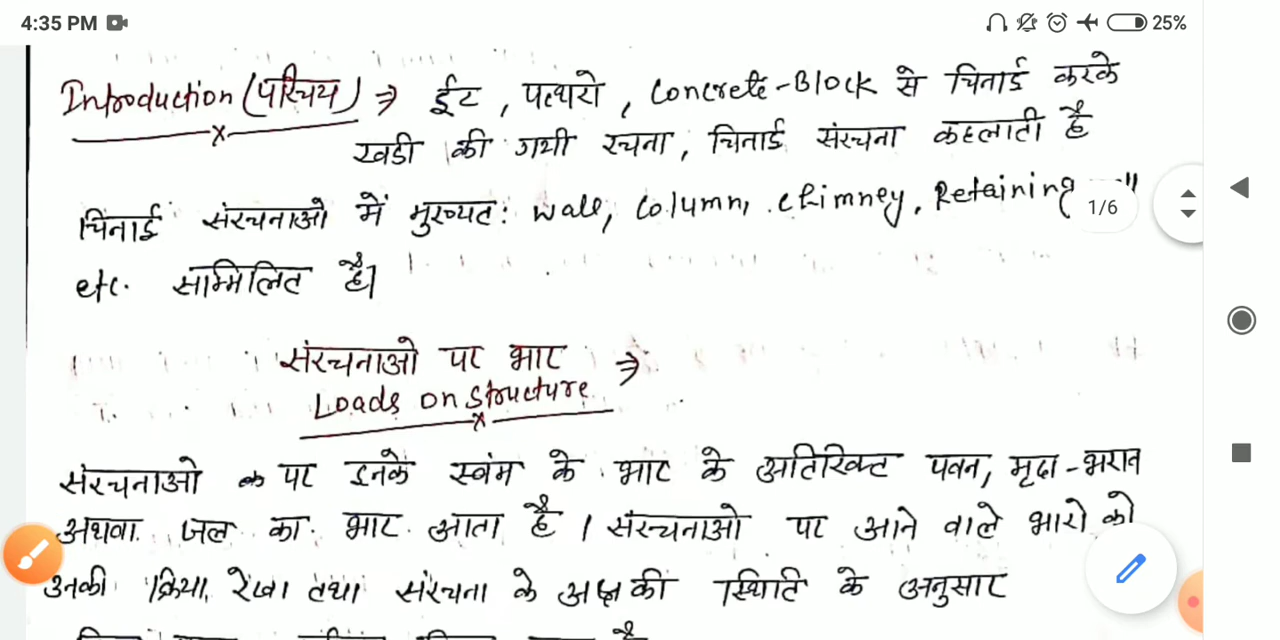 4:35 PM
25%
Introduction (परिचय) ⇒ ईट, पत्थरो, Concrete-Block से चिनाई करके
खडी की गयी रचना, चिनाई संरचना कहलाती है
चिनाई संरचनाओ में मुख्यत: Wall, Column, Chimney, Retaining
1/6
etc. सम्मिलित है।
संरचनाओ पर भार ⇒
Loads on Structure
संरचनाओ के पर इनके स्वंम के भार के अतिरिक्ट पवन, मृदा-भराव
अथवा जल का भार आता है। संरचनाओ पर आने वाले भारो को
उनकी क्रिया, रेखा तथा संरचना के अक्ष की स्थिति के अनुसार